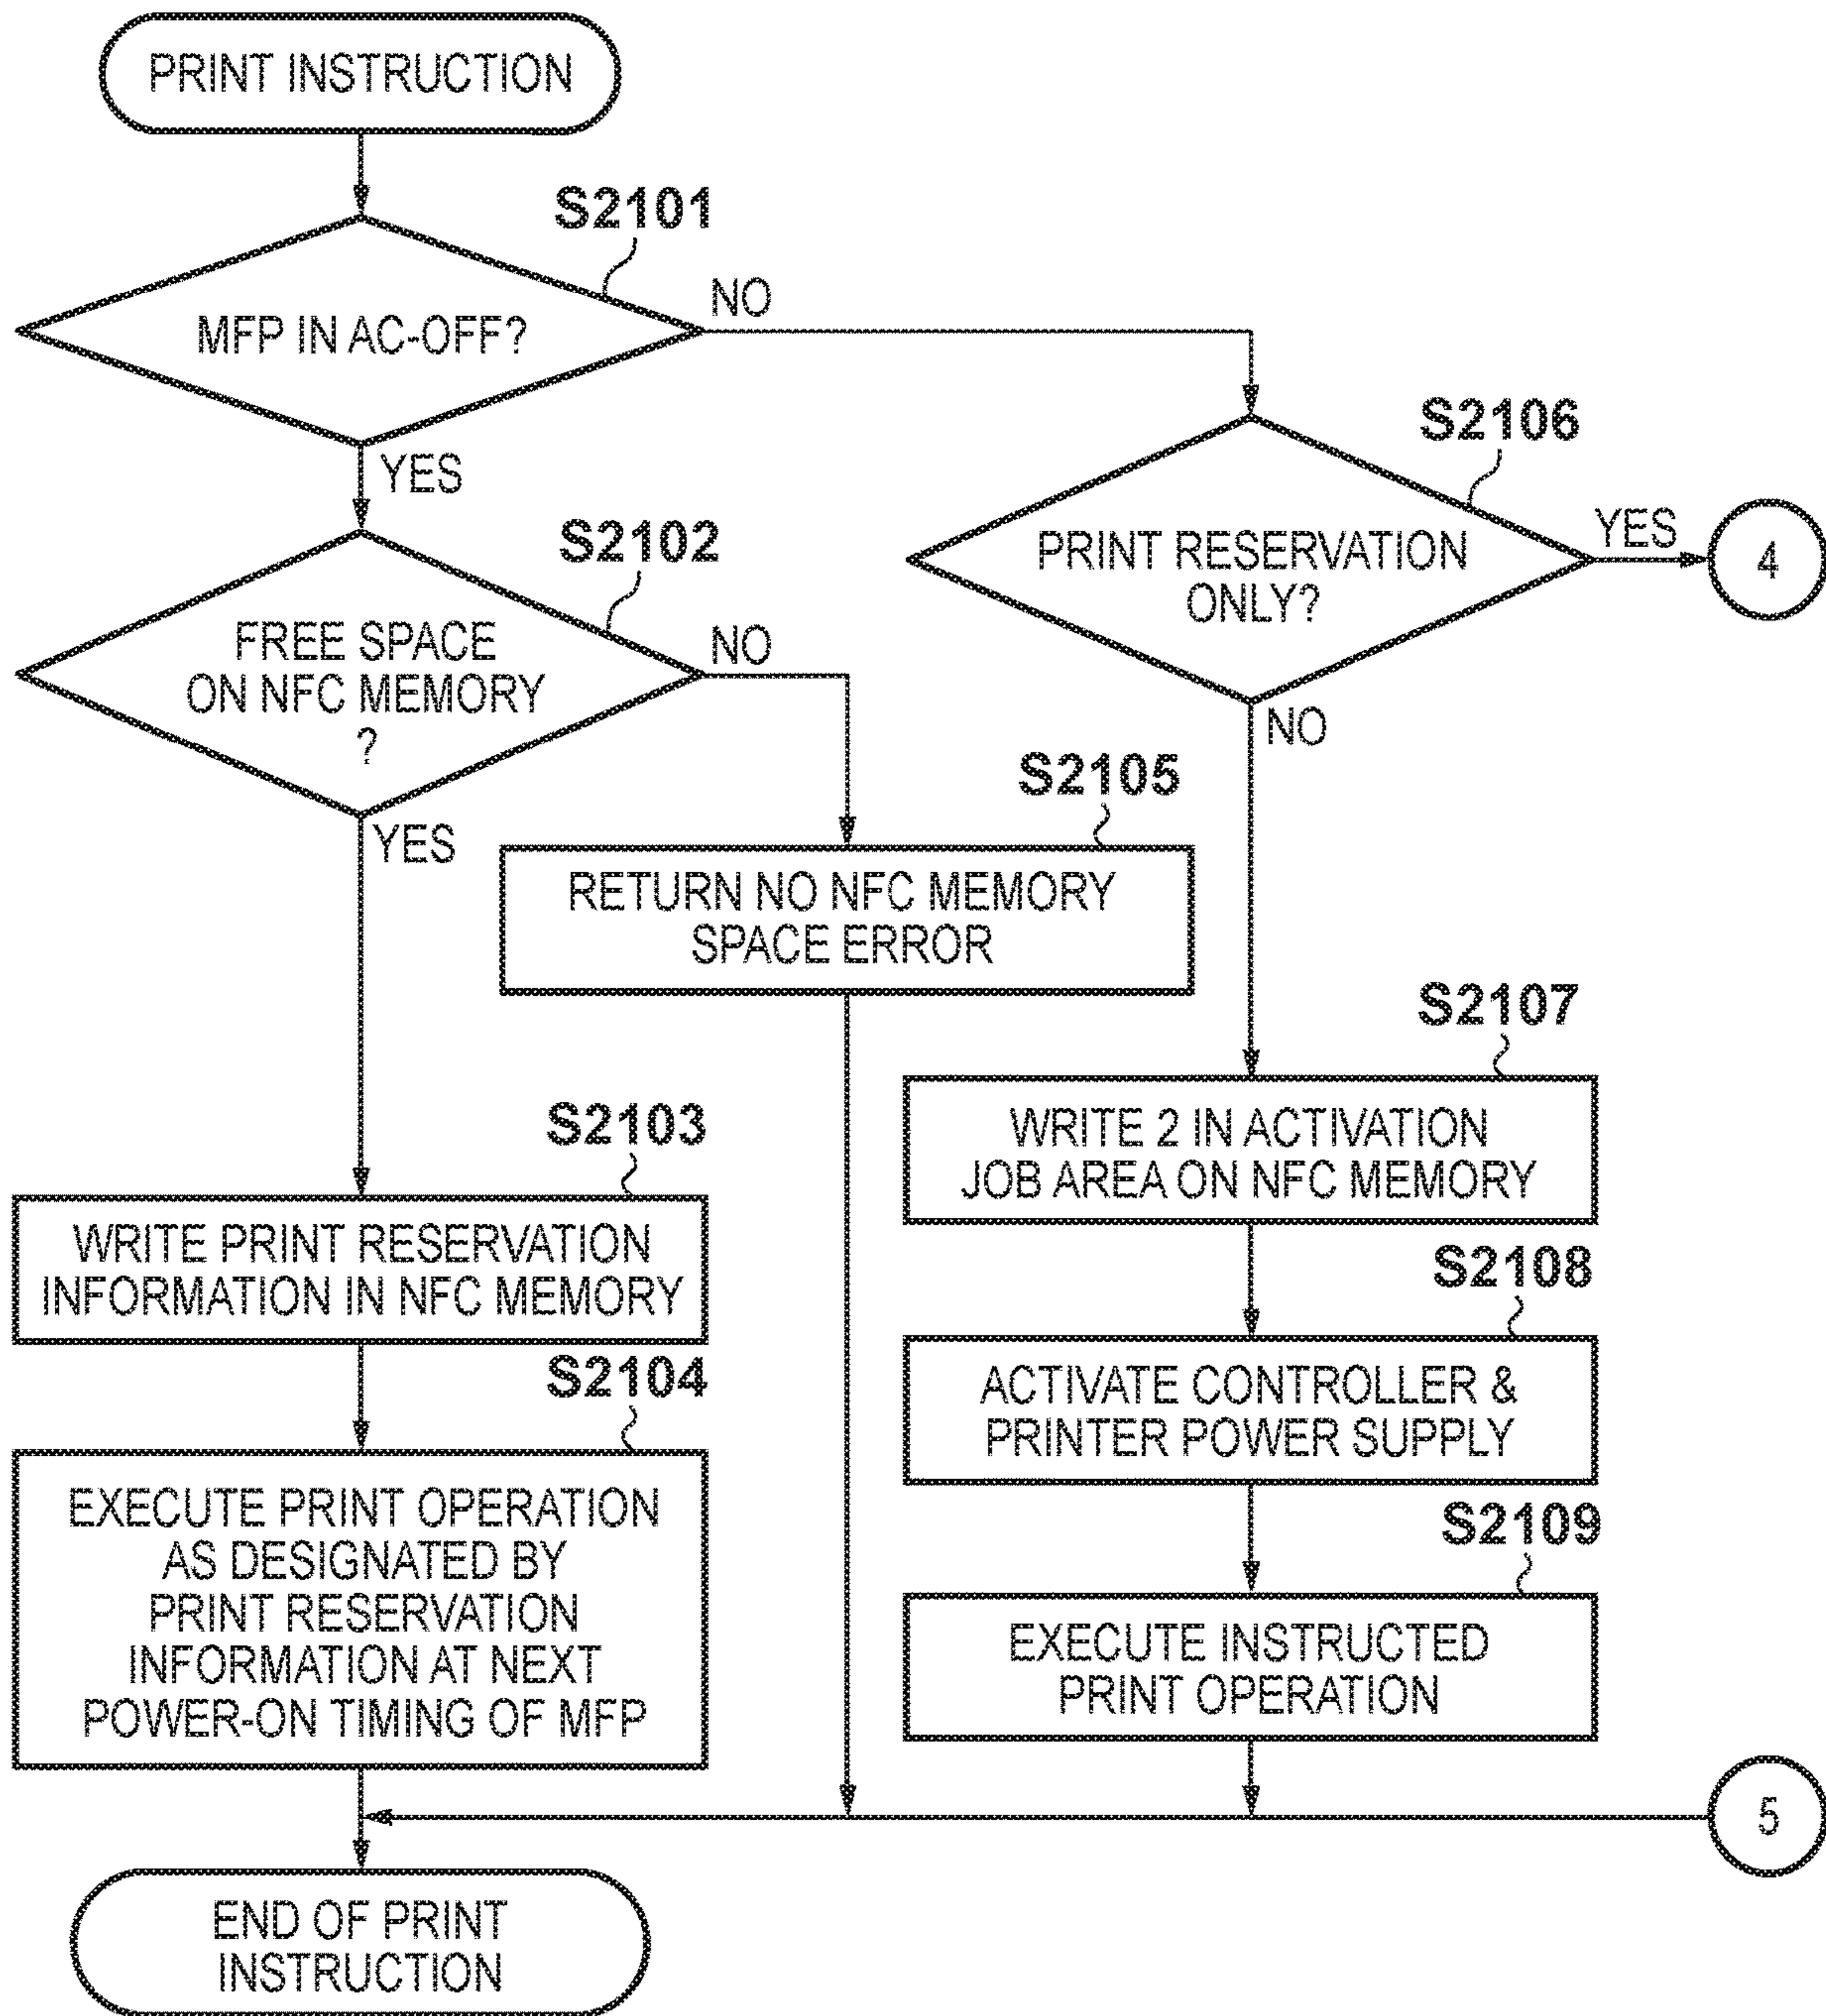 PRINT INSTRUCTION
S2101
MFP IN AC-OFF?
NO
YES
S2106
PRINT RESERVATION
ONLY?
YES
4
NO
S2102
FREE SPACE
ON NFC MEMORY
?
NO
YES
S2105
RETURN NO NFC MEMORY
SPACE ERROR
S2107
WRITE 2 IN ACTIVATION
JOB AREA ON NFC MEMORY
S2103
WRITE PRINT RESERVATION
INFORMATION IN NFC MEMORY
S2108
ACTIVATE CONTROLLER &
PRINTER POWER SUPPLY
S2104
EXECUTE PRINT OPERATION
AS DESIGNATED BY
PRINT RESERVATION
INFORMATION AT NEXT
POWER-ON TIMING OF MFP
S2109
EXECUTE INSTRUCTED
PRINT OPERATION
5
END OF PRINT
INSTRUCTION